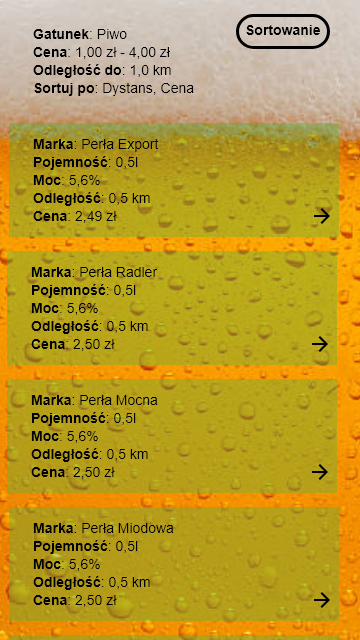 Gatunek: Piwo
Sortowanie
Cena: 1,00 zł - 4,00 zł
Odległość do: 1,0 km
Sortuj po: Dystans, Cena
Marka: Perła Export
Pojemność: 0,5l
Moc: 5,6%
Odległość: 0,5 km
Cena: 2,49 zł
Marka: Perła Radler
Pojemność: 0,5l
Moc: 5,6%
Odległość: 0,5 km
Cena: 2,50 zł
Marka: Perła Mocna
Pojemność: 0,5l
Moc: 5,6%
Odległość: 0,5 km
Cena: 2,50 zł
Marka: Perła Miodowa
Pojemność: 0,5l
Moc: 5,6%
Odległość: 0,5 km
Cena: 2,50 zł